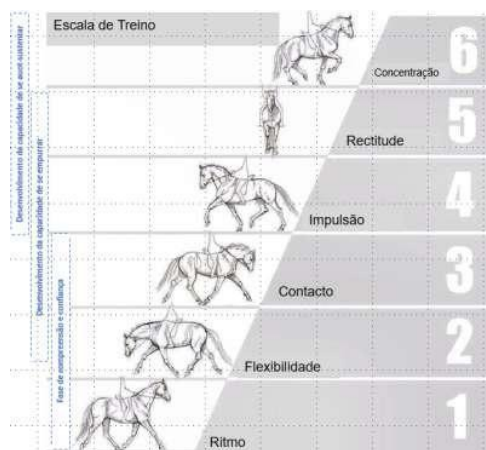 Escala de Treino
6
Concentração
5
Rectitude
4
Impulsão
3
Contacto
2
Flexibilidade
1
Ritmo
Desenvolvimento da capacidade de se auot-sustentar
Desenvolvimento da capacidade de se empurrar
Fase de compreensão e confiança